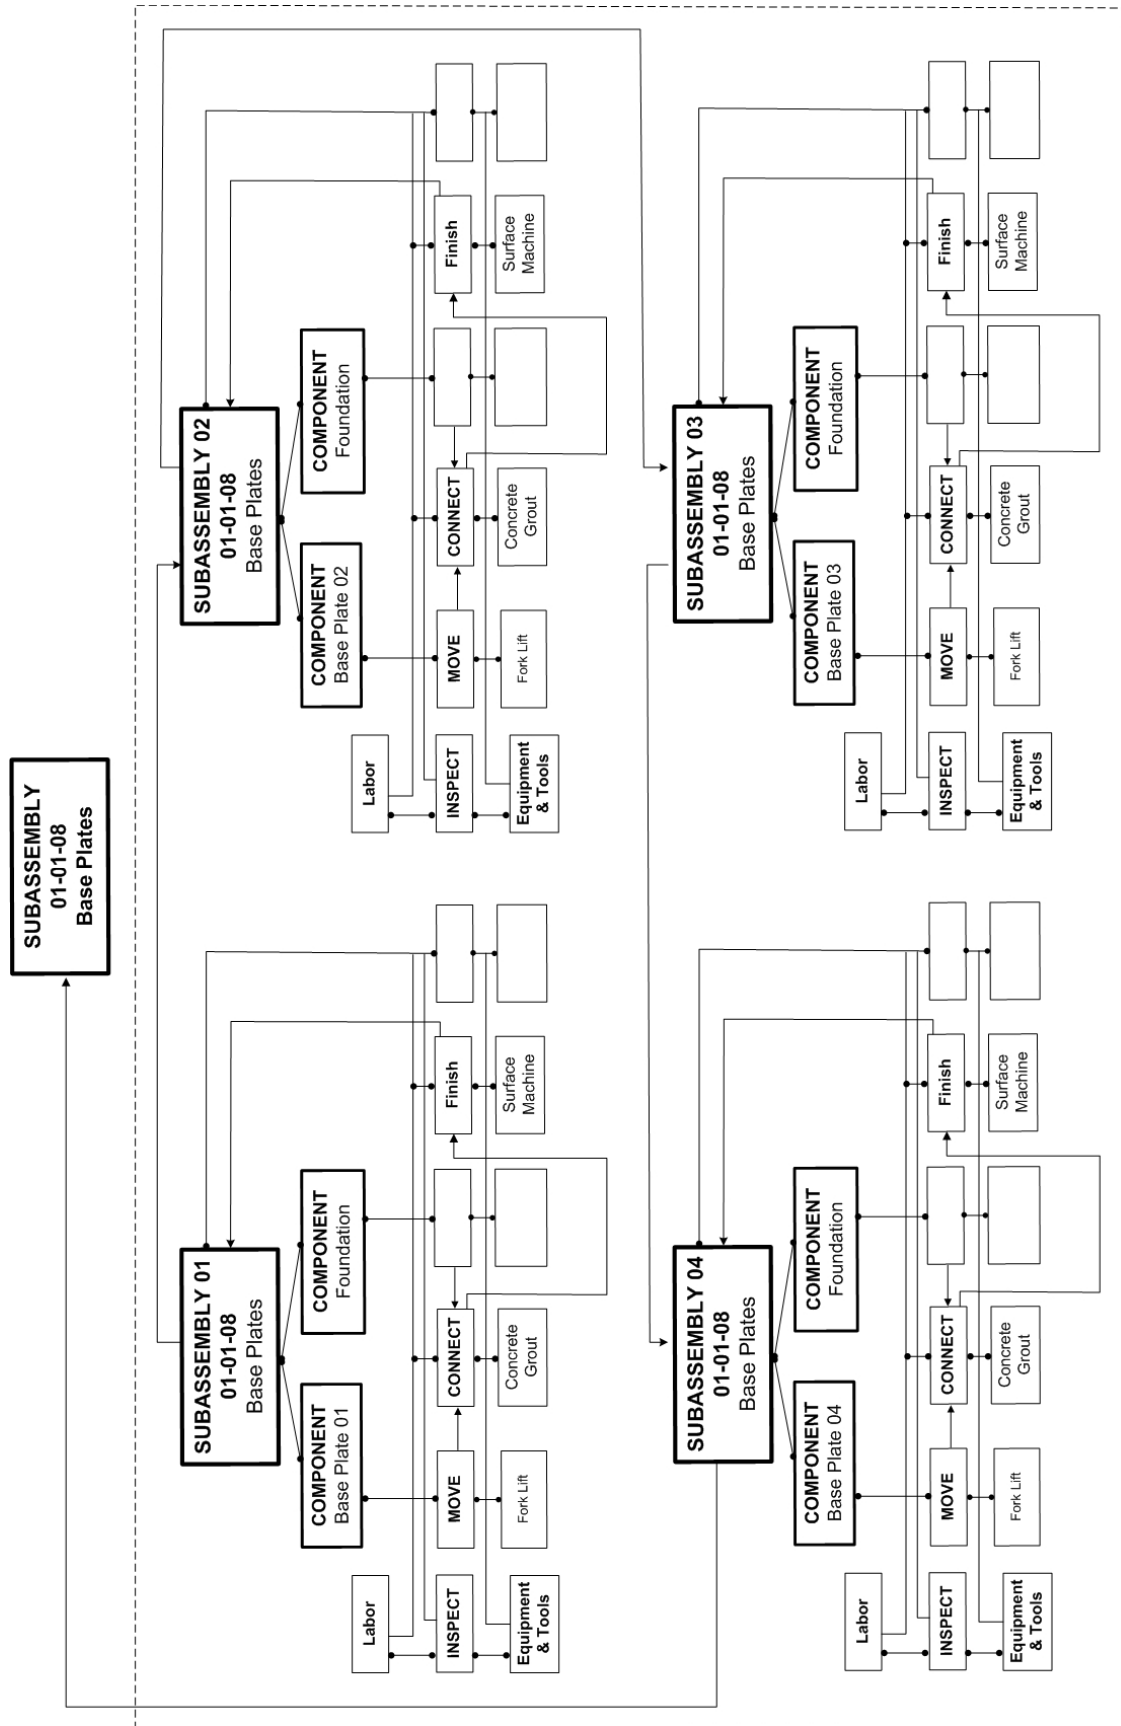 SUBASSEMBLY
01-01-08
Base Plates
SUBASSEMBLY 01
01-01-08
Base Plates
COMPONENT
Base Plate 01
COMPONENT
Foundation
Labor
INSPECT
MOVE
CONNECT
Finish
Equipment
& Tools
Fork Lift
Concrete
Grout
Surface
Machine
SUBASSEMBLY 02
01-01-08
Base Plates
COMPONENT
Base Plate 02
COMPONENT
Foundation
Labor
INSPECT
MOVE
CONNECT
Finish
Equipment
& Tools
Fork Lift
Concrete
Grout
Surface
Machine
SUBASSEMBLY 04
01-01-08
Base Plates
COMPONENT
Base Plate 04
COMPONENT
Foundation
Labor
INSPECT
MOVE
CONNECT
Finish
Equipment
& Tools
Fork Lift
Concrete
Grout
Surface
Machine
SUBASSEMBLY 03
01-01-08
Base Plates
COMPONENT
Base Plate 03
COMPONENT
Foundation
Labor
INSPECT
MOVE
CONNECT
Finish
Equipment
& Tools
Fork Lift
Concrete
Grout
Surface
Machine